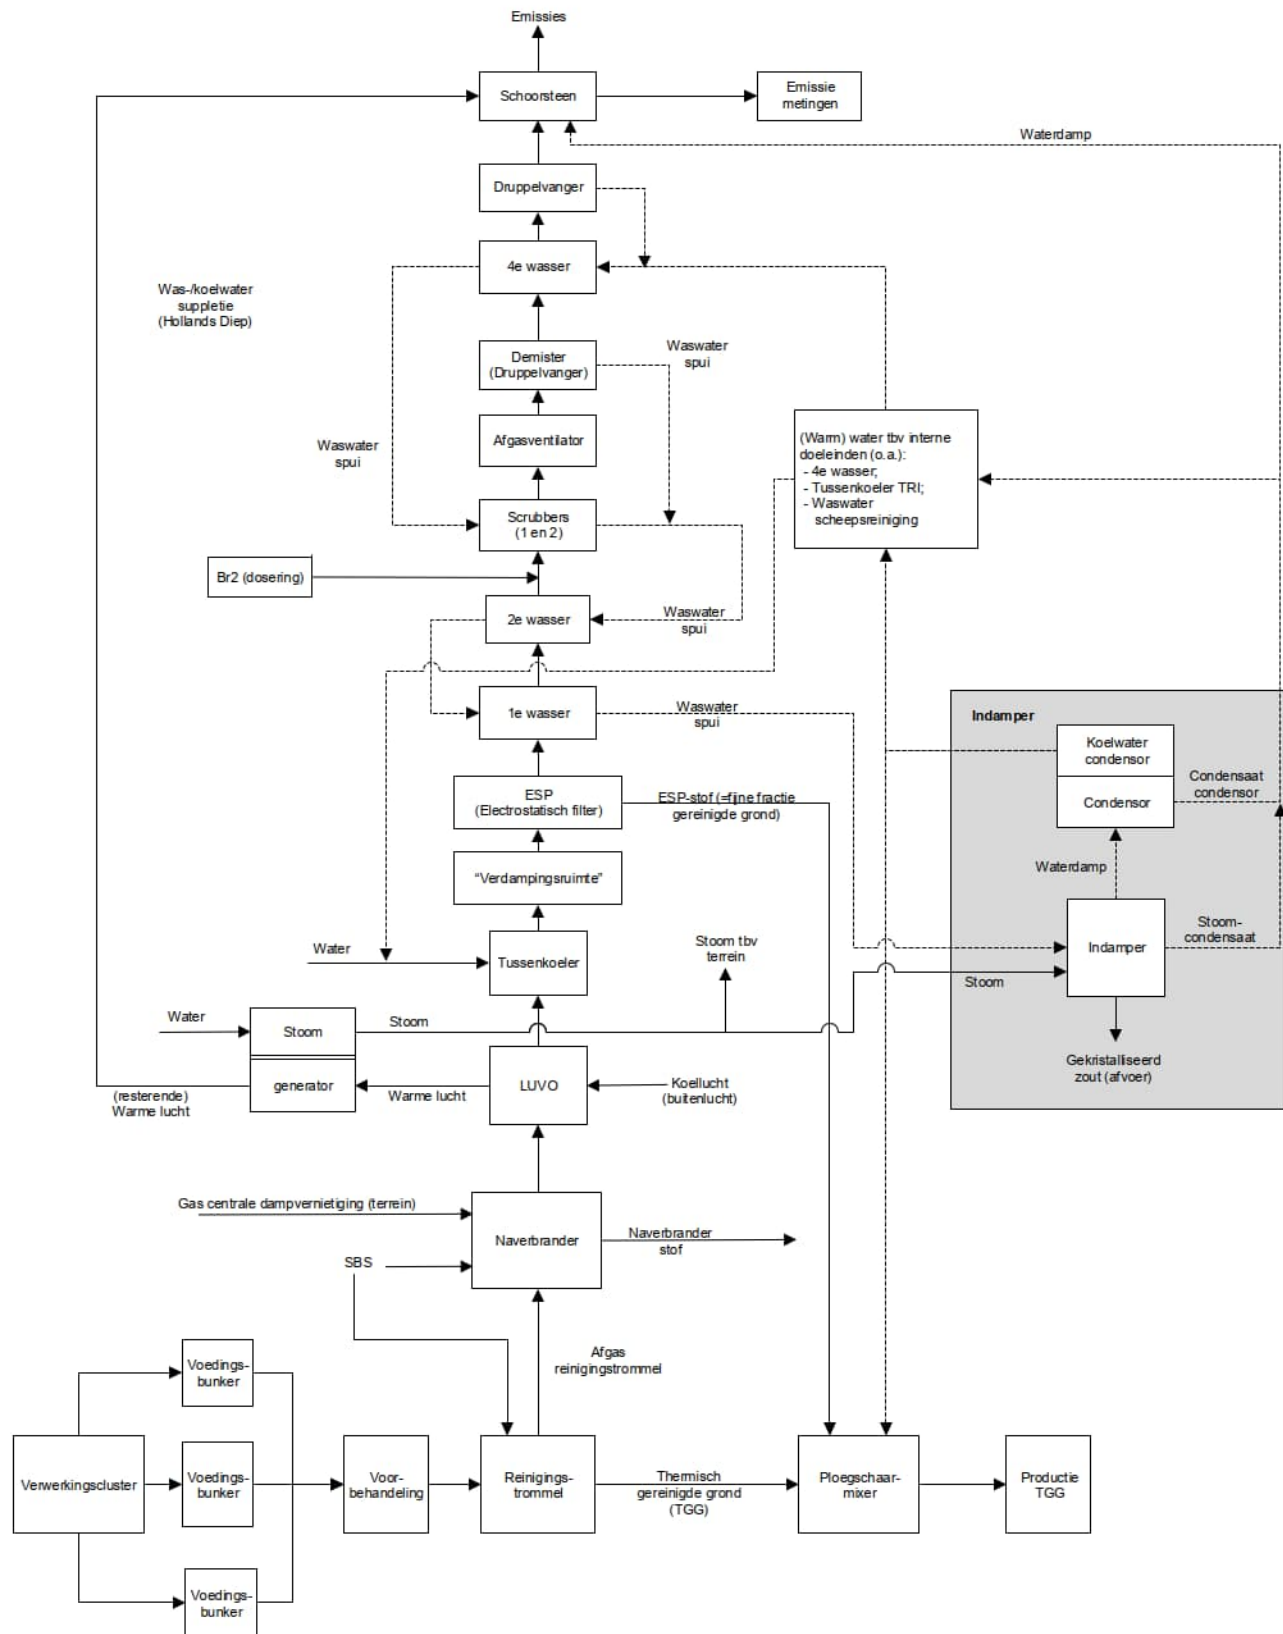 Emissies
Schoorsteen
Emissie
metingen
Waterdamp
Druppelvanger
4e wasser
Was-/koelwater
suppletie
(Hollands Diep)
Demister
(Druppelvanger)
Waswater
spui
Afgasventilator
Waswater
spui
(Warm) water tbv interne
doeleinden (o.a.):
- 4e wasser;
- Tussenkoeler TRI;
- Waswater
scheepsreiniging
Scrubbers
(1 en 2)
Br2 (dosering)
2e wasser
Waswater
spui
1e wasser
Waswater
spui
Indamper
Koelwater
condensor
Condensor
Condensaat
condensor
ESP
(Electrostatisch filter)
ESP-stof (=fijne fractie
gereinigde grond)
"Verdampingsruimte"
Waterdamp
Water
Tussenkoeler
Stoom tbv
terrein
Indamper
Stoom-
condensaat
Stoom
Water
Stoom
Stoom
generator
(resterende)
Warme lucht
Warme lucht
LUVO
Koellucht
(buitenlucht)
Gekristalliseerd
zout (afvoer)
Gas centrale dampvernietiging (terrein)
Naverbrander
Naverbrander
stof
SBS
Afgas
reinigingstrommel
Voedings-
bunker
Verwerkingscluster
Voedings-
bunker
Voor-
behandeling
Reinigings-
trommel
Thermisch
gereinigde grond
(TGG)
Ploegschaar-
mixer
Productie
TGG
Voedings-
bunker